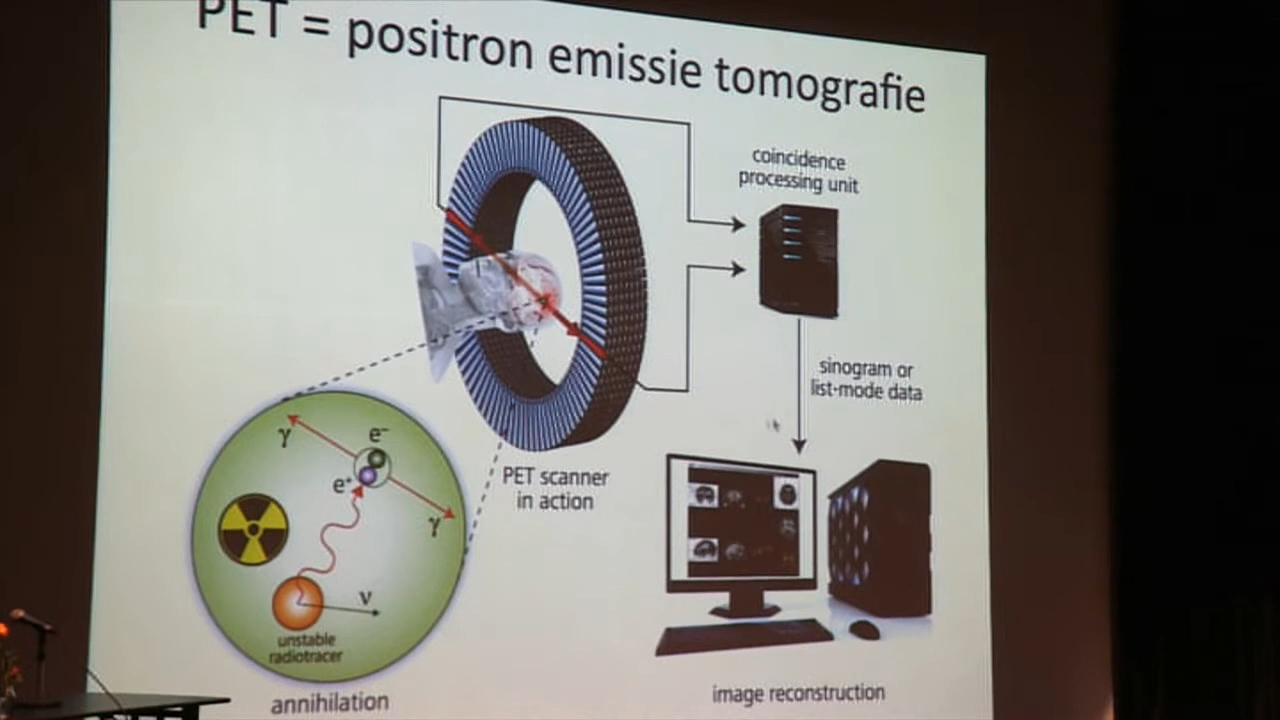 PET = positron emissie tomografie
coincidence
processing unit
sinogram or
list-mode data
PET scanner
in action
γ
e⁻
e⁺
γ
ν
unstable
radiotracer
annihilation
image reconstruction